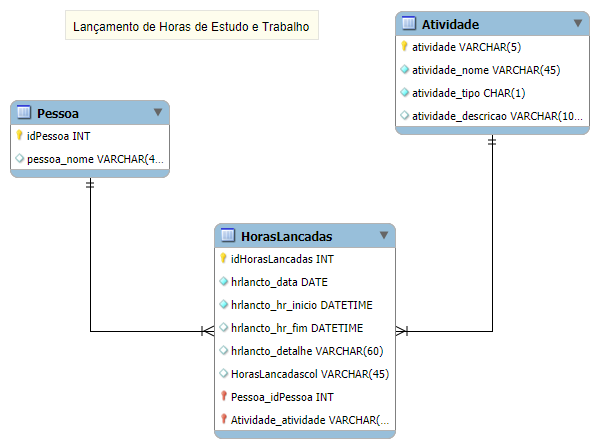 Lançamento de Horas de Estudo e Trabalho
Atividade
atividade VARCHAR(5)
atividade_nome VARCHAR(45)
atividade_tipo CHAR(1)
atividade_descricao VARCHAR(10...
Pessoa
idPessoa INT
pessoa_nome VARCHAR(4...
HorasLancadas
idHorasLancadas INT
hrlancto_data DATE
hrlancto_hr_inicio DATETIME
hrlancto_hr_fim DATETIME
hrlancto_detalhe VARCHAR(60)
HorasLancadascol VARCHAR(45)
Pessoa_idPessoa INT
Atividade_atividade VARCHAR(...